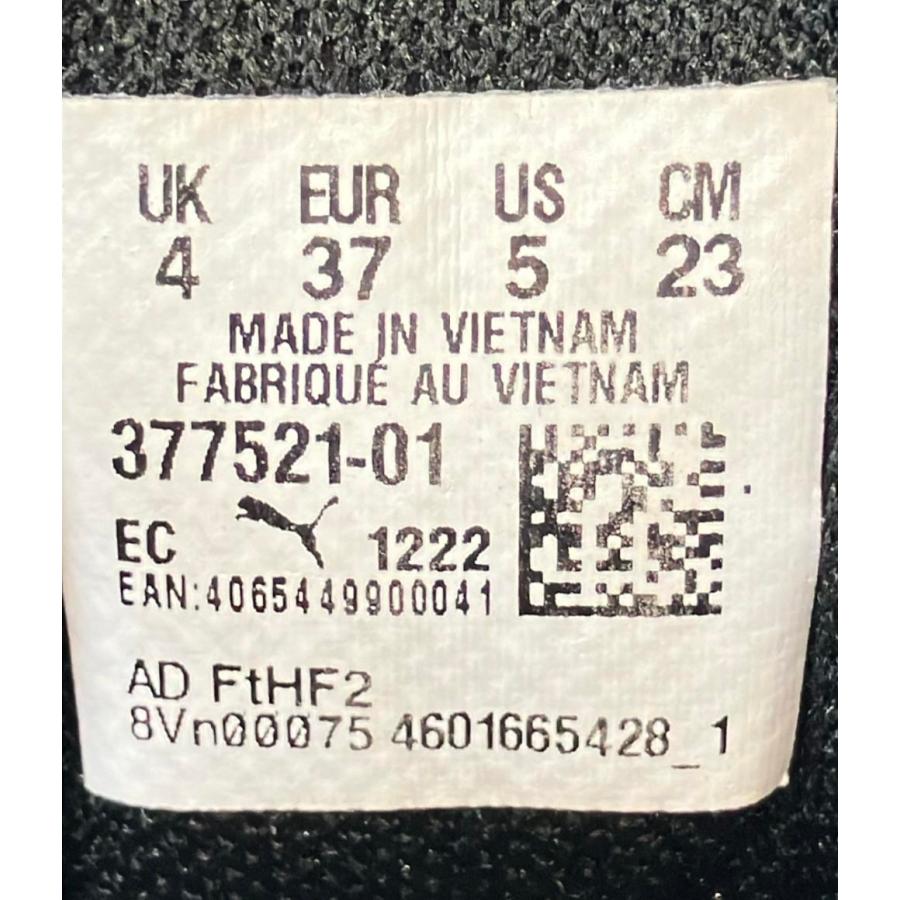 UK EUR US CM
4 37 5 23
MADE IN VIETNAM
FABRIQUÉ AU VIETNAM
377521-01
EC 1222
EAN:4065449900041
AD FtHF2
8Vn00075 4601665428_1